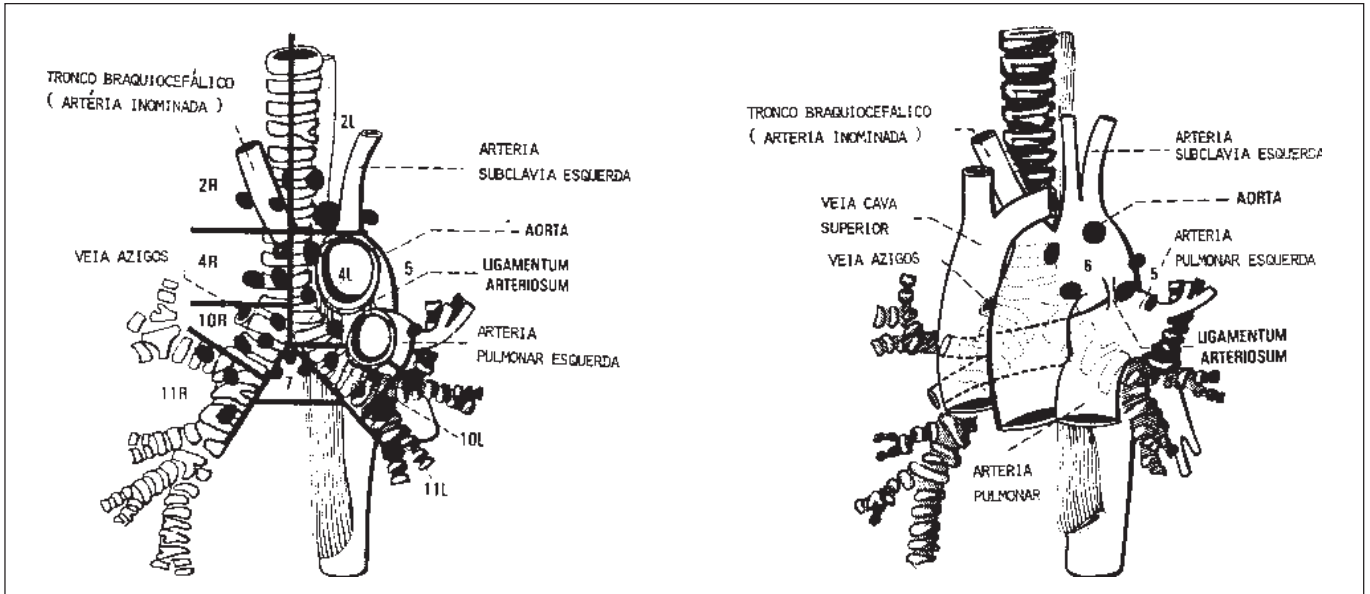 TRONCO BRAQUIOCEFÁLICO
( ARTÉRIA INOMINADA )
2L
ARTERIA
SUBCLAVIA ESQUERDA
2R
AORTA
VEIA AZIGOS
4R
4L
5
LIGAMENTUM
ARTERIOSUM
10R
ARTERIA
PULMONAR ESQUERDA
7
11R
10L
11L
TRONCO BRAQUIOCEFALICO
(ARTERIA INOMINADA )
ARTERIA
SUBCLAVIA ESQUERDA
VEIA CAVA
SUPERIOR
AORTA
VEIA AZIGOS
ARTERIA
PULMONAR ESQUERDA
6
5
LIGAMENTUM
ARTERIOSUM
ARTERIA
PULMONAR